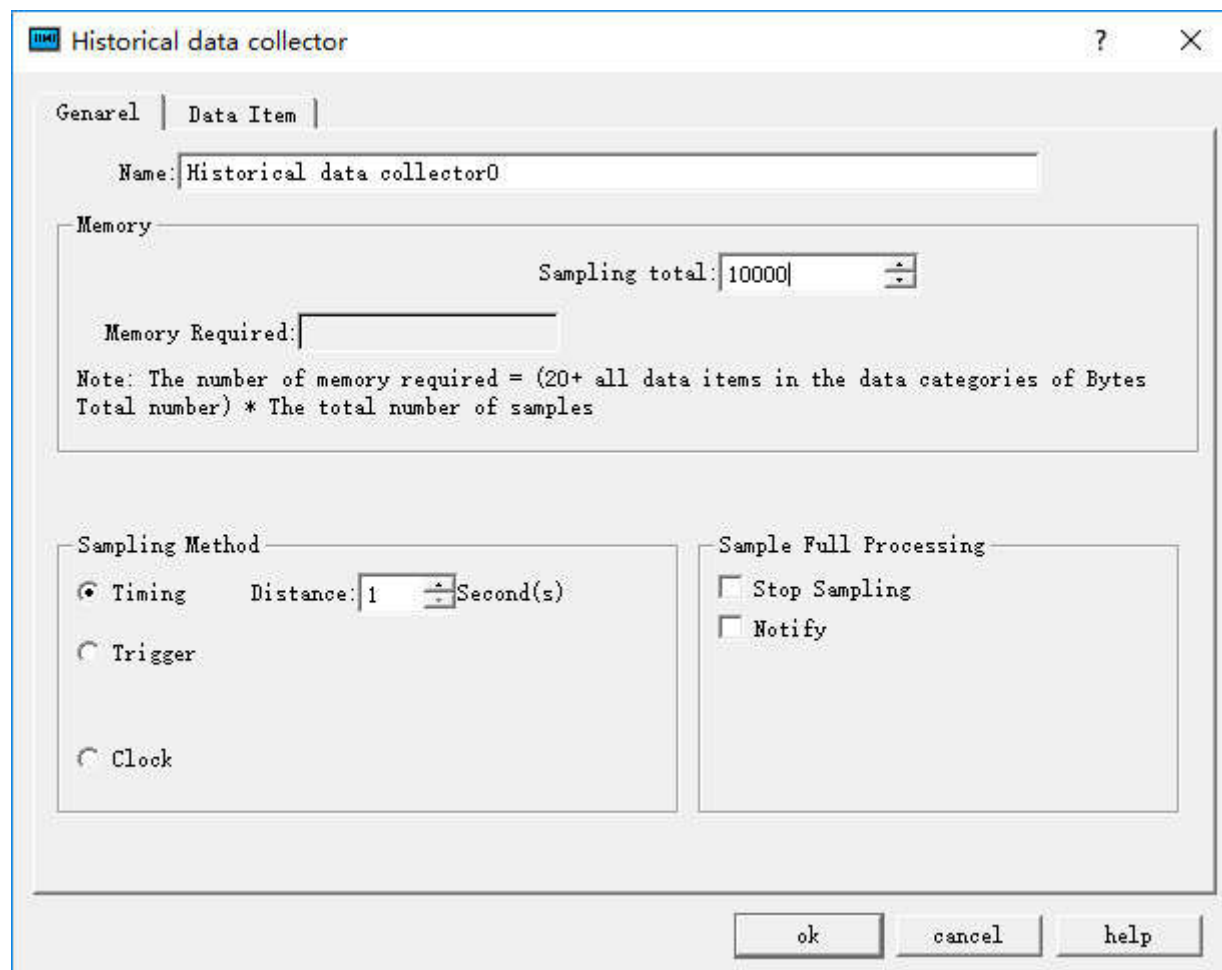 HMI Historical data collector ? ×
Genarel Data Item
Name: Historical data collector0
Memory
Sampling total: 10000
Memory Required:
Note: The number of memory required = (20+ all data items in the data categories of Bytes
Total number) * The total number of samples
Sampling Method Sample Full Processing
Timing Distance: 1 Second(s) Stop Sampling
Notify
Trigger
Clock
ok cancel help